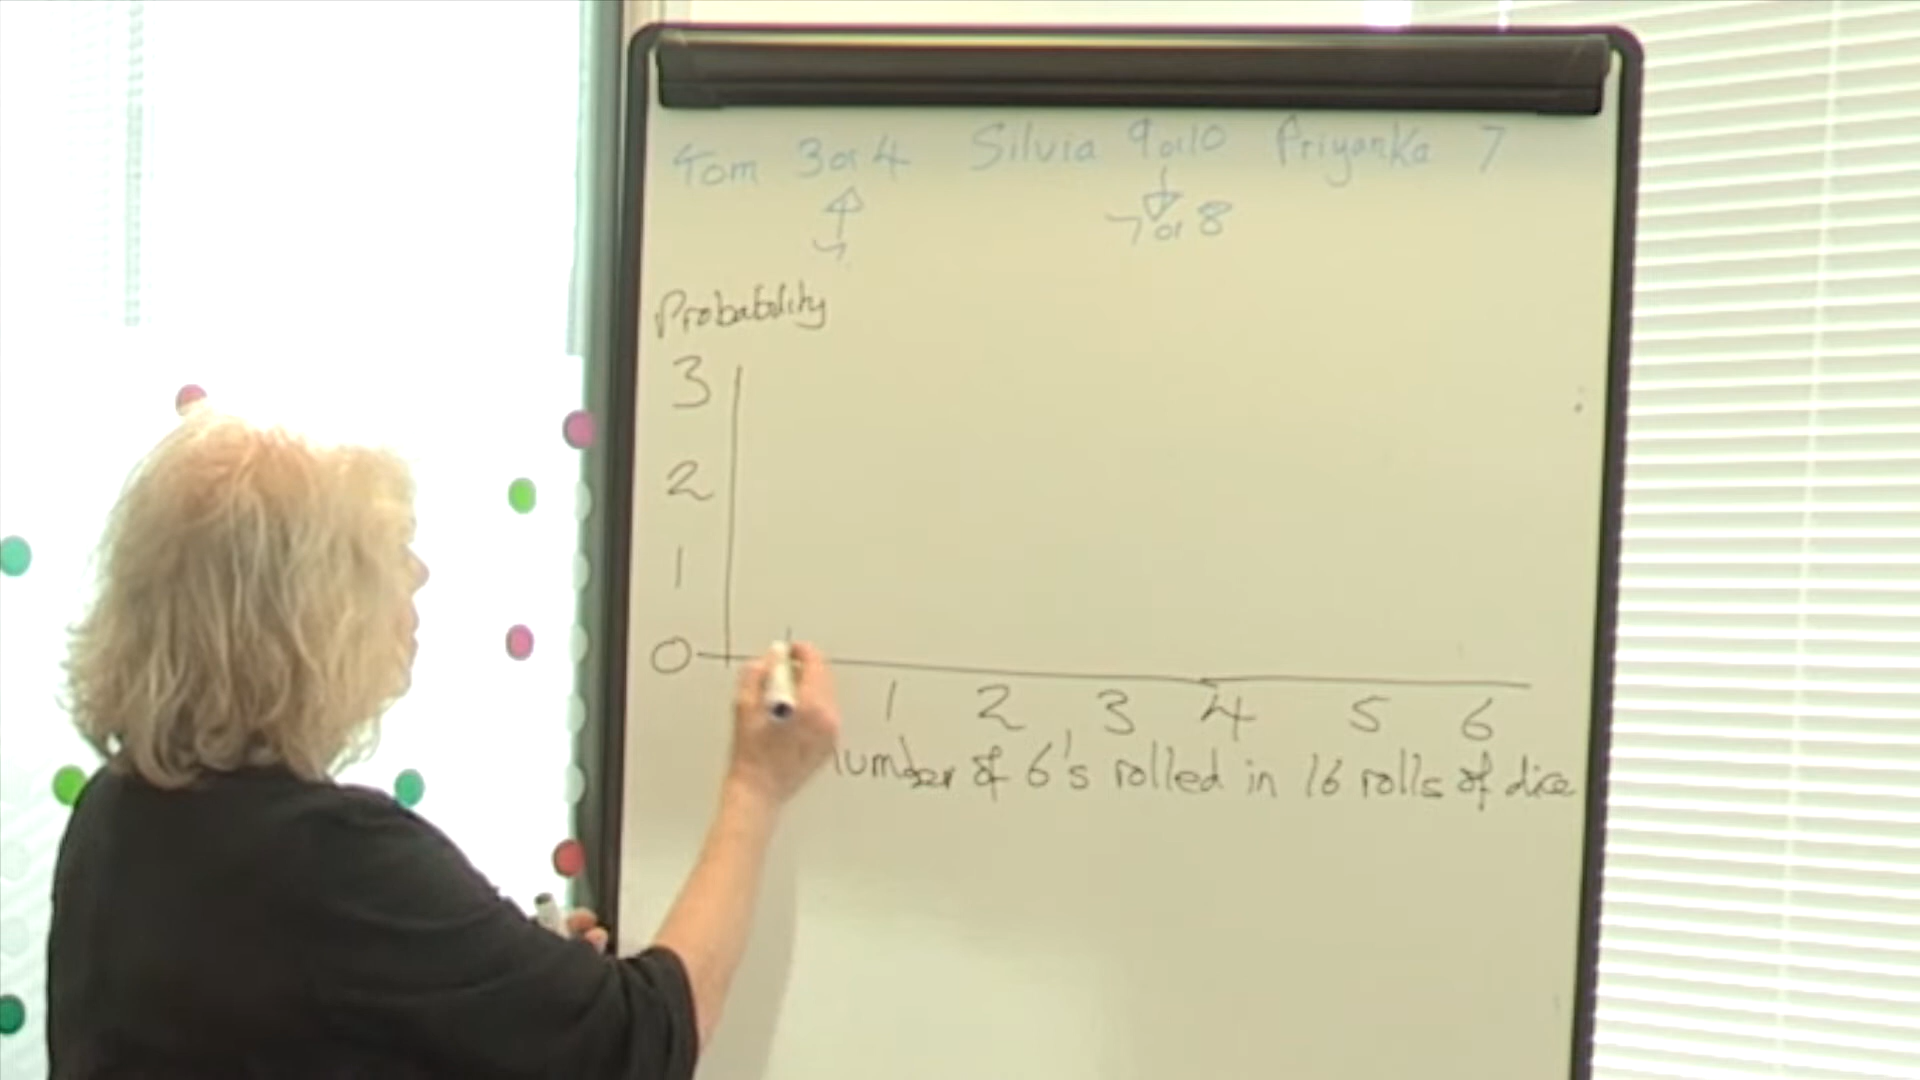 Tom 3 or 4 Silvia 9 or 10 Priyanka 7
7 7 or 8
Probability
3
2
1
0
1 2 3 4 5 6
number of 6's rolled in 16 rolls of dice